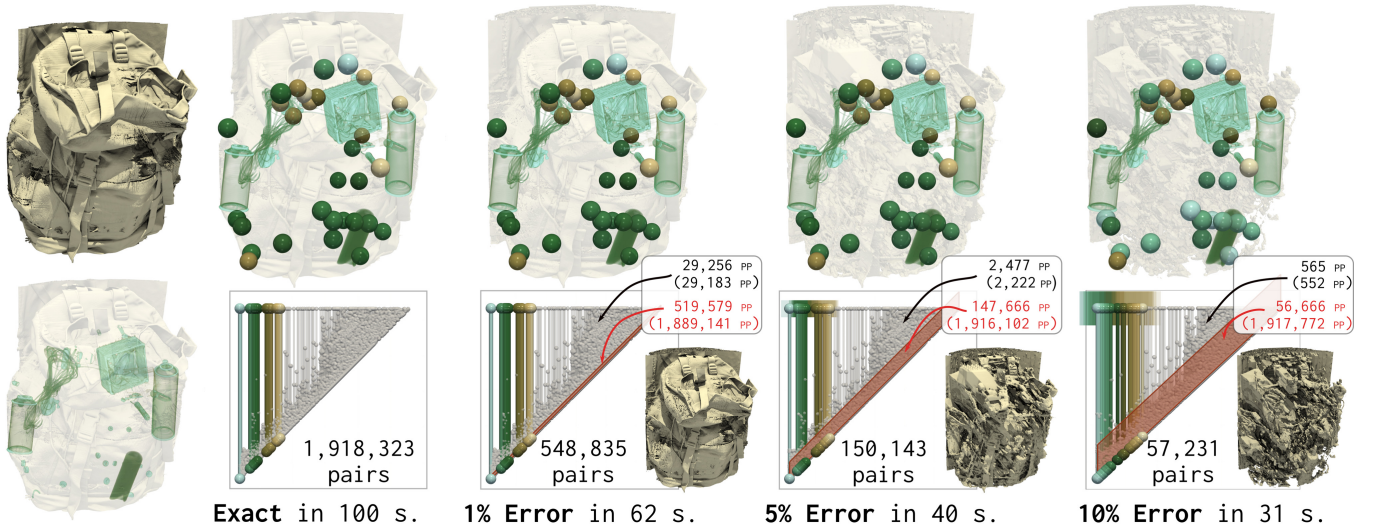 29,256 PP
(29,183 PP)
519,579 PP
(1,889,141 PP)
2,477 PP
(2,222 PP)
147,666 PP
(1,916,102 PP)
565 PP
(552 PP)
56,666 PP
(1,917,772 PP)
1,918,323
pairs
548,835
pairs
150,143
pairs
57,231
pairs
Exact in 100 s.
1% Error in 62 s.
5% Error in 40 s.
10% Error in 31 s.